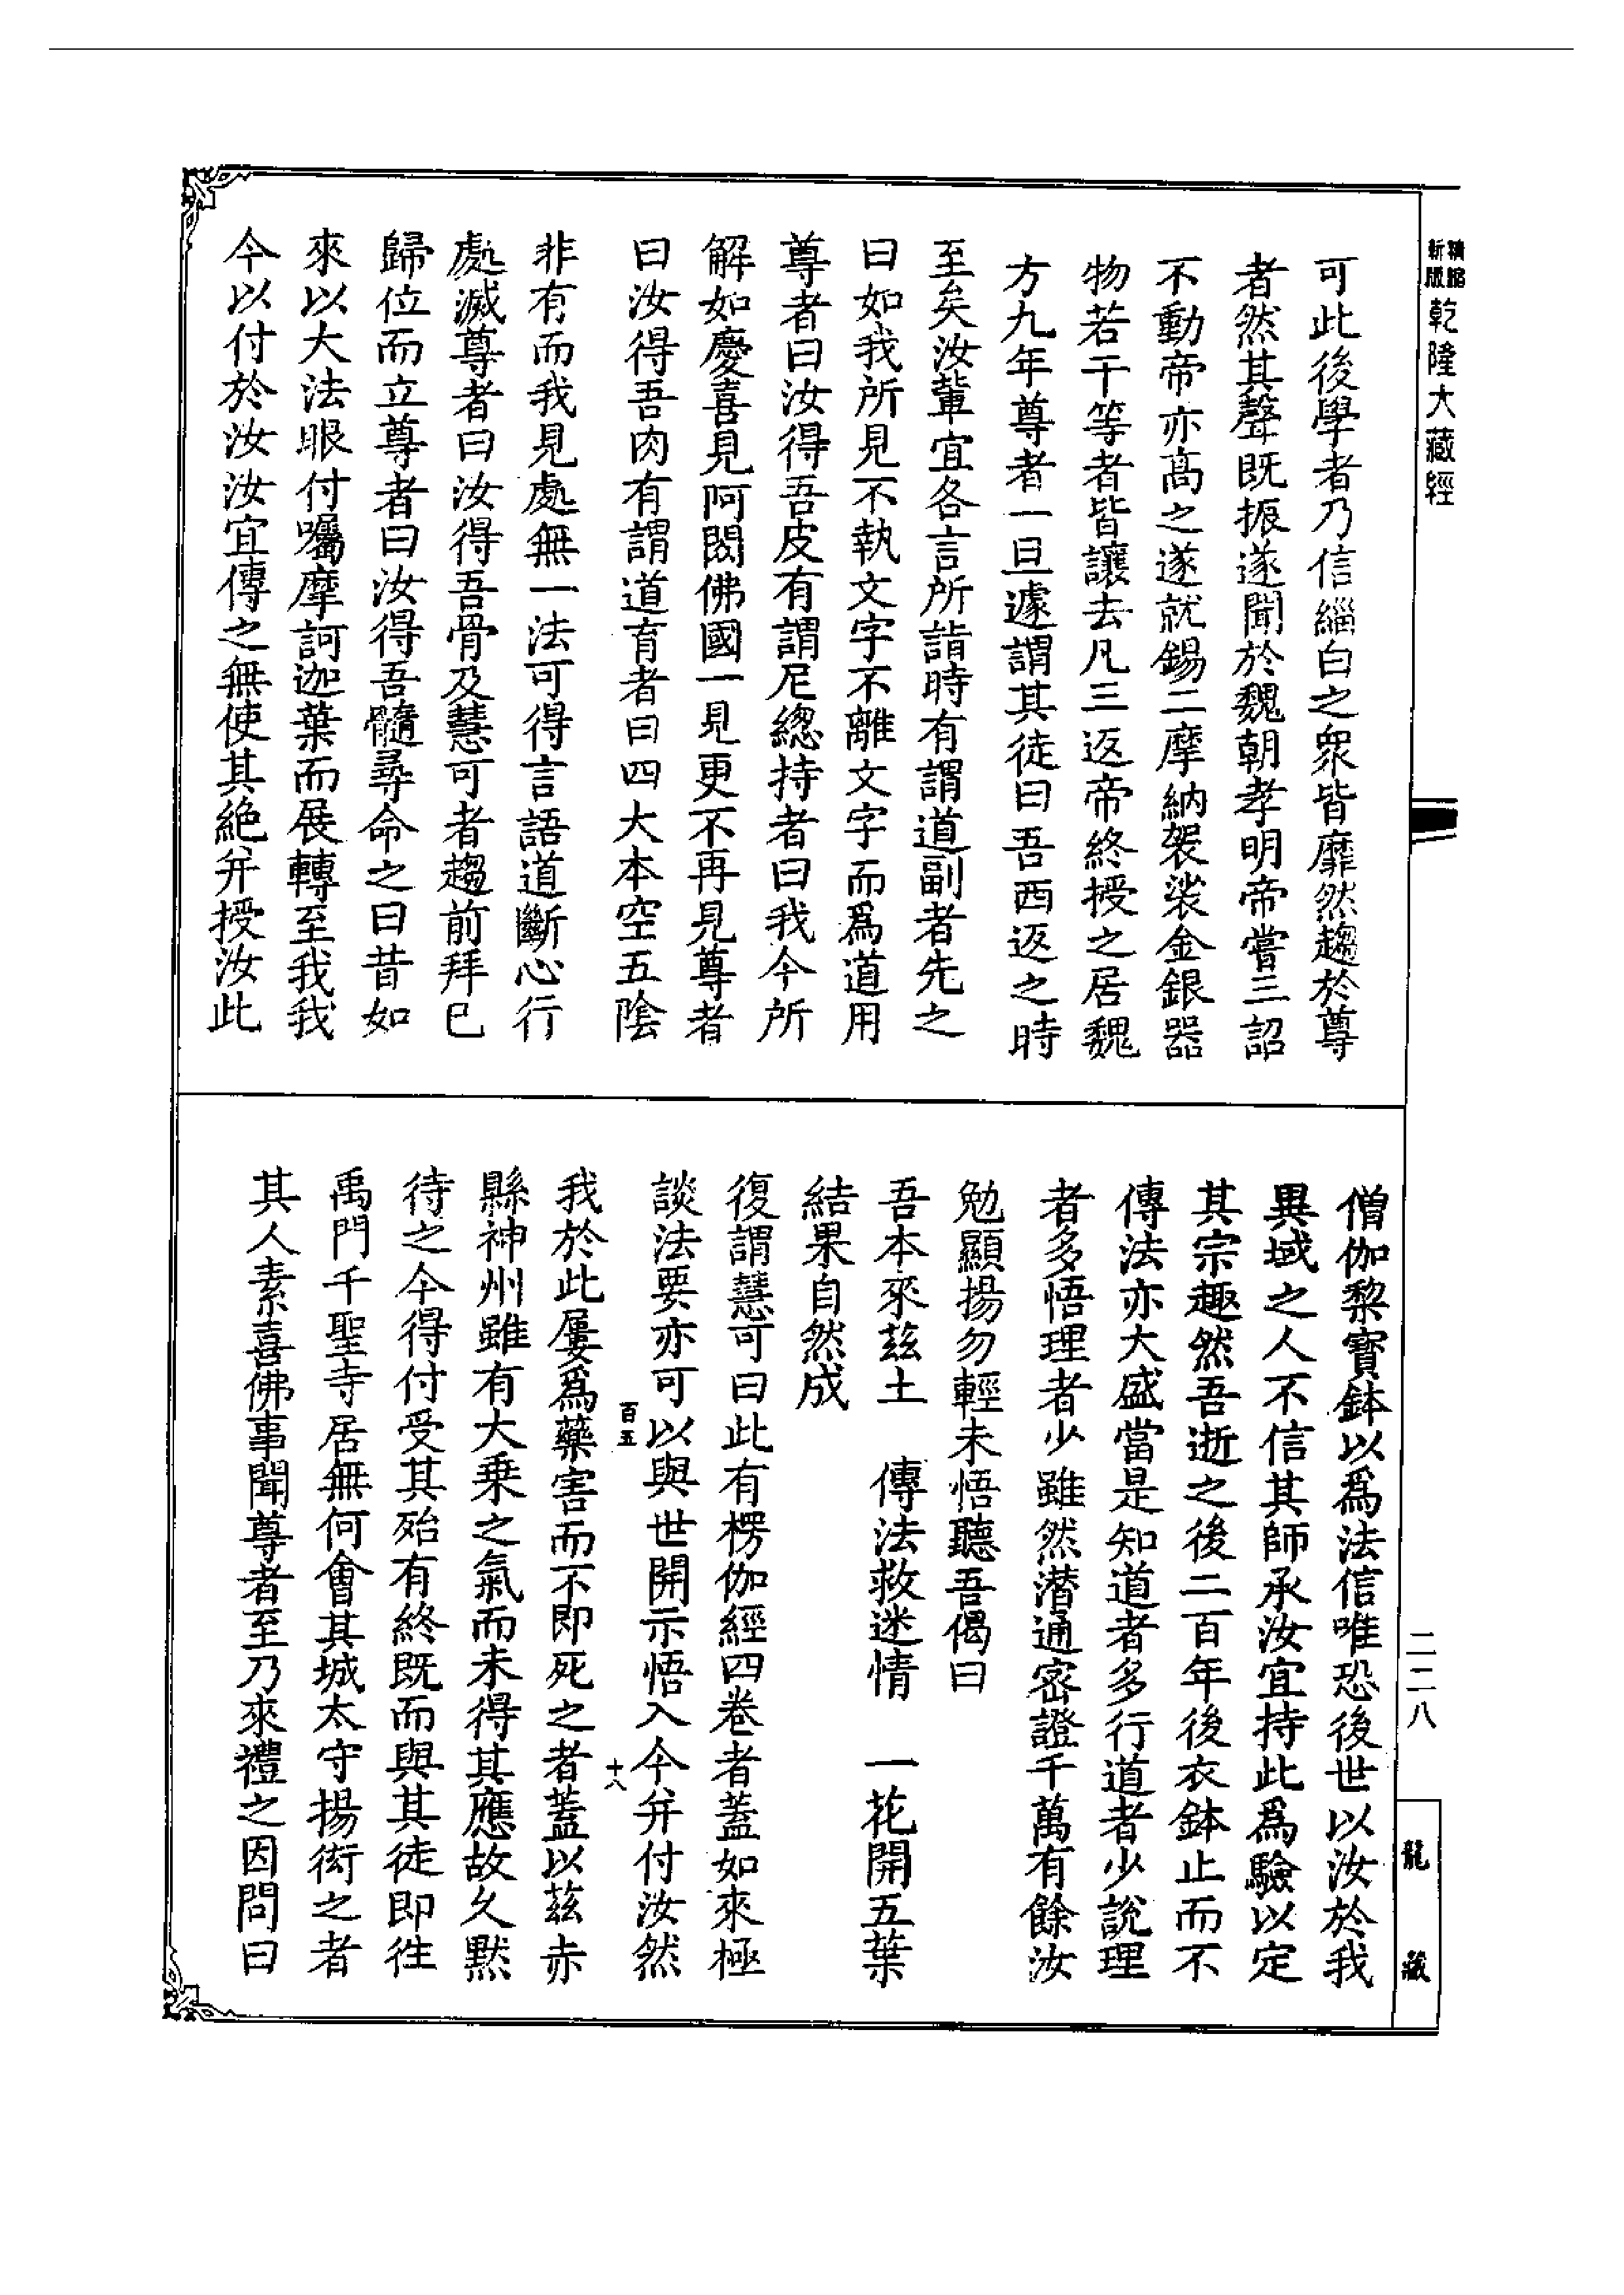 精縮
新版
乾隆大藏經
可此後學者乃信緇白之衆皆靡然趨於尊
者然其聲既振遂聞於魏朝孝明帝嘗三詔
不動帝亦高之遂就錫二摩納袈裟金銀器
物若干等者皆讓去凡三返帝終授之居魏
方九年尊者一旦遽謂其徒曰吾西返之時
至矣汝輩宜各言所詣時有謂道副者先之
曰如我所見不執文字不離文字而爲道用
尊者曰汝得吾皮有謂尼緫持者曰我今所
解如慶喜見阿閦佛國一見更不再見尊者
曰汝得吾肉有謂道育者曰四大本空五陰
非有而我見處無一法可得言語道斷心行
處滅尊者曰汝得吾骨及慧可者趨前拜已
歸位而立尊者曰汝得吾髓尋命之曰昔如
來以大法眼付囑摩訶迦葉而展轉至我我
今以付於汝汝宜傳之無使其絶并授汝此
二二八
龍藏
僧伽棃寶鉢以爲法信唯恐後世以汝於我
異域之人不信其師承汝宜持此爲驗以定
其宗趣然吾逝之後二百年後衣鉢止而不
傳法亦大盛當是知道者多行道者少說理
者多悟理者少雖然潛通密證千萬有餘汝
勉顯揚勿輕未悟聽吾偈曰
吾本來茲土 傳法救迷情 一花開五葉
結果自然成
復謂慧可曰此有楞伽經四卷者蓋如來極
談法要亦可以與世開示悟入今并付汝然
百五 十八
我於此屢爲藥害而不即死之者蓋以茲赤
縣神州雖有大乗之氣而未得其應故久默
待之今得付受其殆有終既而與其徒即往
禹門千聖寺居無何會其城太守揚衒之者
其人素喜佛事聞尊者至乃來禮之因問曰